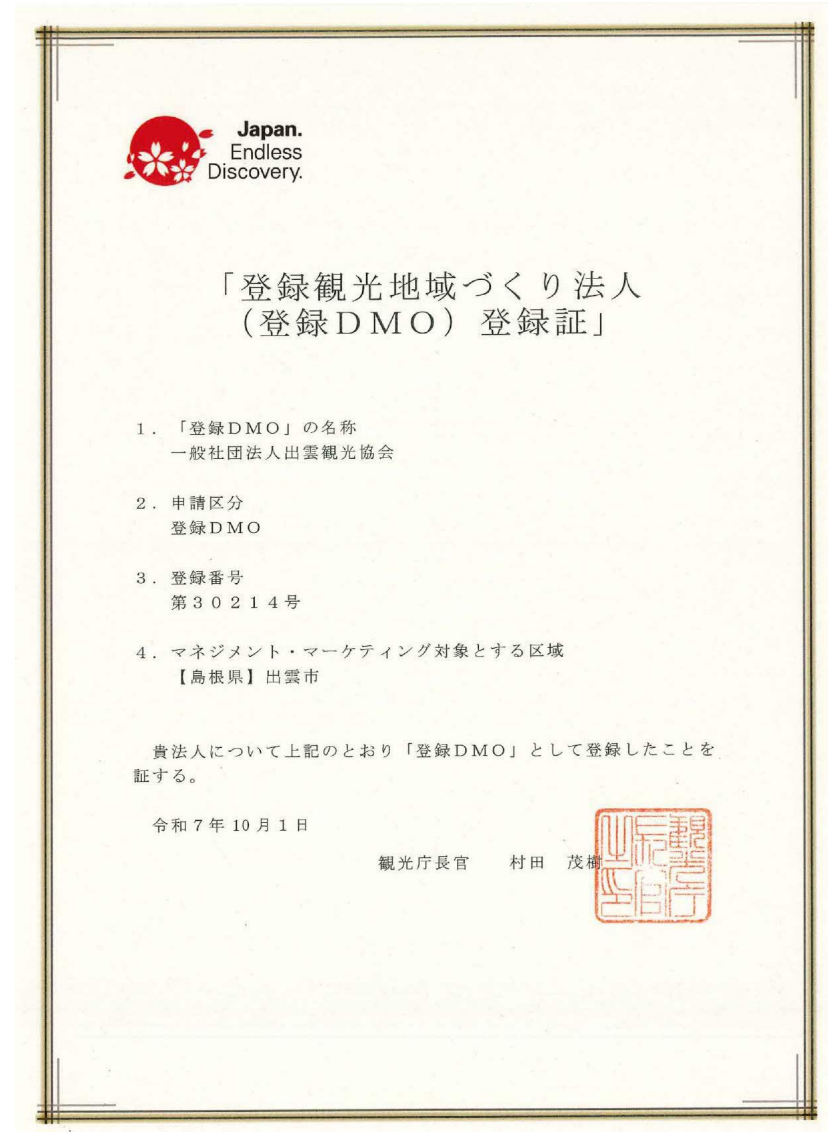 Japan.
Endless
Discovery.
「登録観光地域づくり法人
(登録DMO)登録証」
1.「登録DMO」の名称
一般社団法人出雲観光協会
2.申請区分
登録DMO
3.登録番号
第30214号
4.マネジメント・マーケティング対象とする区域
【島根県】出雲市
貴法人について上記のとおり「登録DMO」として登録したことを
証する。
令和7年10月1日
観光庁長官 村田 茂樹
観光庁長官之印